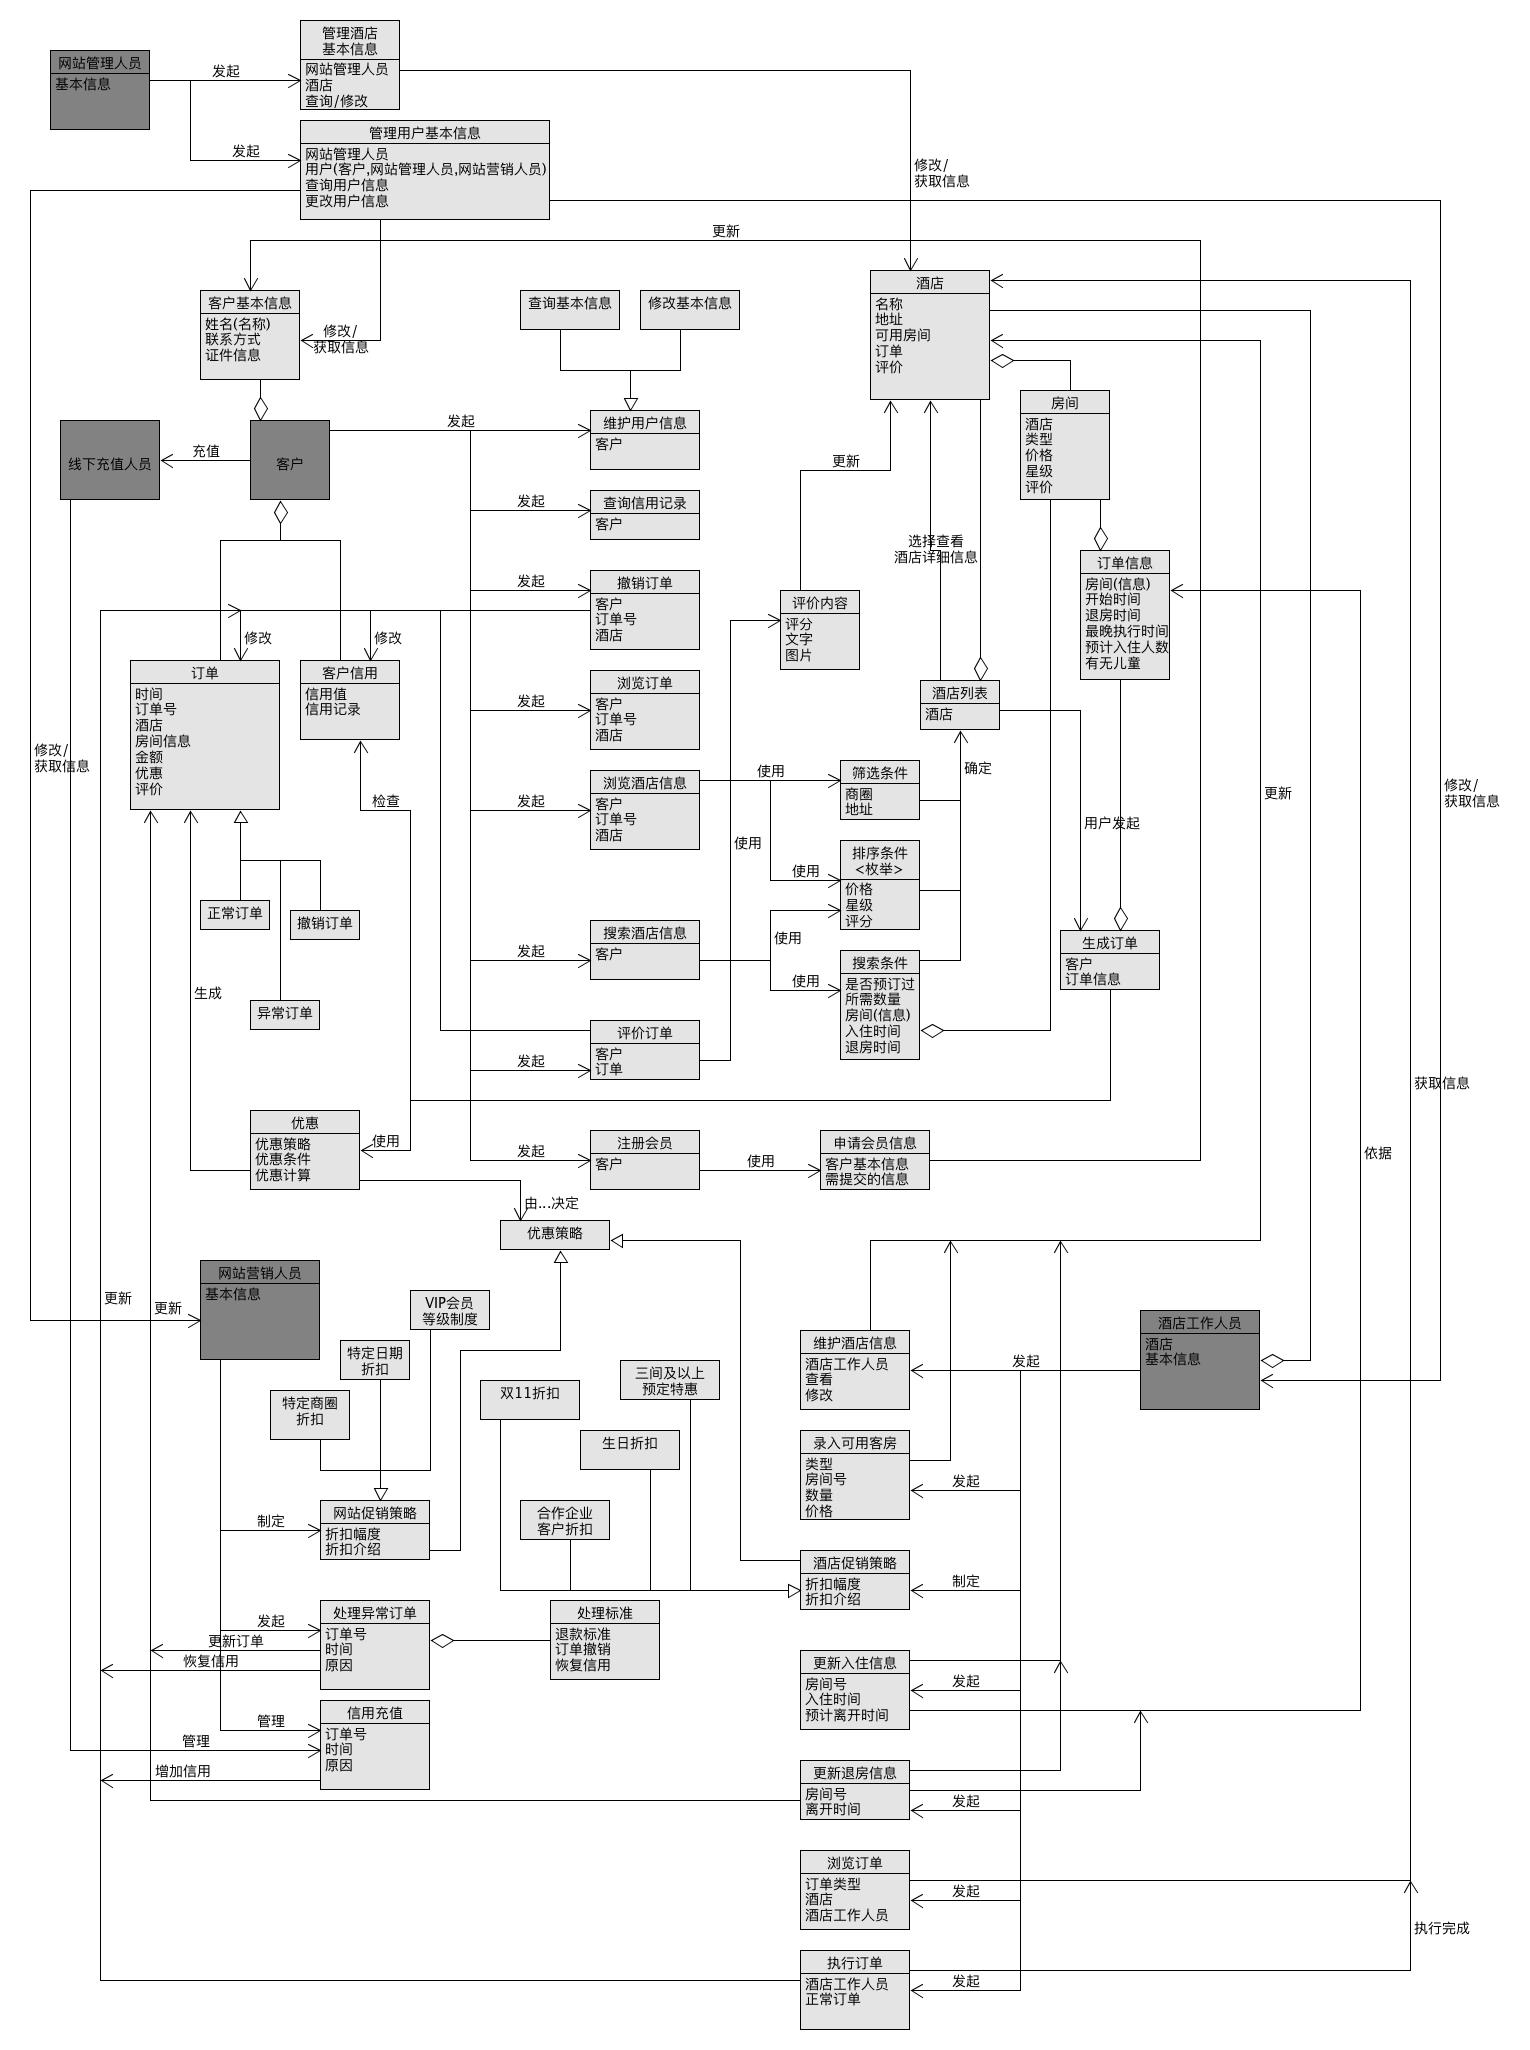 管理酒店
基本信息
网站管理人员
酒店
查询/修改
网站管理人员
基本信息
发起
发起
管理用户基本信息
网站管理人员
用户(客户,网站管理人员,网站营销人员)
查询用户信息
更改用户信息
修改/
获取信息
更新
客户基本信息
姓名(名称)
联系方式
证件信息
修改/
获取信息
查询基本信息
修改基本信息
酒店
名称
地址
可用房间
订单
评价
房间
酒店
类型
价格
星级
评价
线下充值人员
充值
客户
发起
维护用户信息
客户
更新
发起
查询信用记录
客户
选择查看
酒店详细信息
订单信息
房间(信息)
开始时间
退房时间
最晚执行时间
预计入住人数
有无儿童
发起
撤销订单
客户
订单号
酒店
评价内容
评分
文字
图片
修改
修改
订单
时间
订单号
酒店
房间信息
金额
优惠
评价
客户信用
信用值
信用记录
发起
浏览订单
客户
订单号
酒店
酒店列表
酒店
修改/
获取信息
检查
发起
浏览酒店信息
客户
订单号
酒店
使用
使用
筛选条件
商圈
地址
确定
用户发起
更新
修改/
获取信息
使用
排序条件
<枚举>
价格
星级
评分
正常订单
撤销订单
异常订单
生成
发起
搜索酒店信息
客户
使用
使用
搜索条件
是否预订过
所需数量
房间(信息)
入住时间
退房时间
生成订单
客户
订单信息
发起
评价订单
客户
订单
获取信息
优惠
优惠策略
优惠条件
优惠计算
使用
发起
注册会员
客户
使用
申请会员信息
客户基本信息
需提交的信息
依据
由...决定
优惠策略
更新
更新
网站营销人员
基本信息
VIP会员
等级制度
特定日期
折扣
特定商圈
折扣
双11折扣
三间及以上
预定特惠
生日折扣
合作企业
客户折扣
维护酒店信息
酒店工作人员
查看
修改
发起
酒店工作人员
酒店
基本信息
录入可用客房
类型
房间号
数量
价格
发起
制定
网站促销策略
折扣幅度
折扣介绍
酒店促销策略
折扣幅度
折扣介绍
制定
发起
更新订单
恢复信用
处理异常订单
订单号
时间
原因
处理标准
退款标准
订单撤销
恢复信用
更新入住信息
房间号
入住时间
预计离开时间
发起
管理
管理
增加信用
信用充值
订单号
时间
原因
更新退房信息
房间号
离开时间
发起
浏览订单
订单类型
酒店
酒店工作人员
发起
执行完成
执行订单
酒店工作人员
正常订单
发起